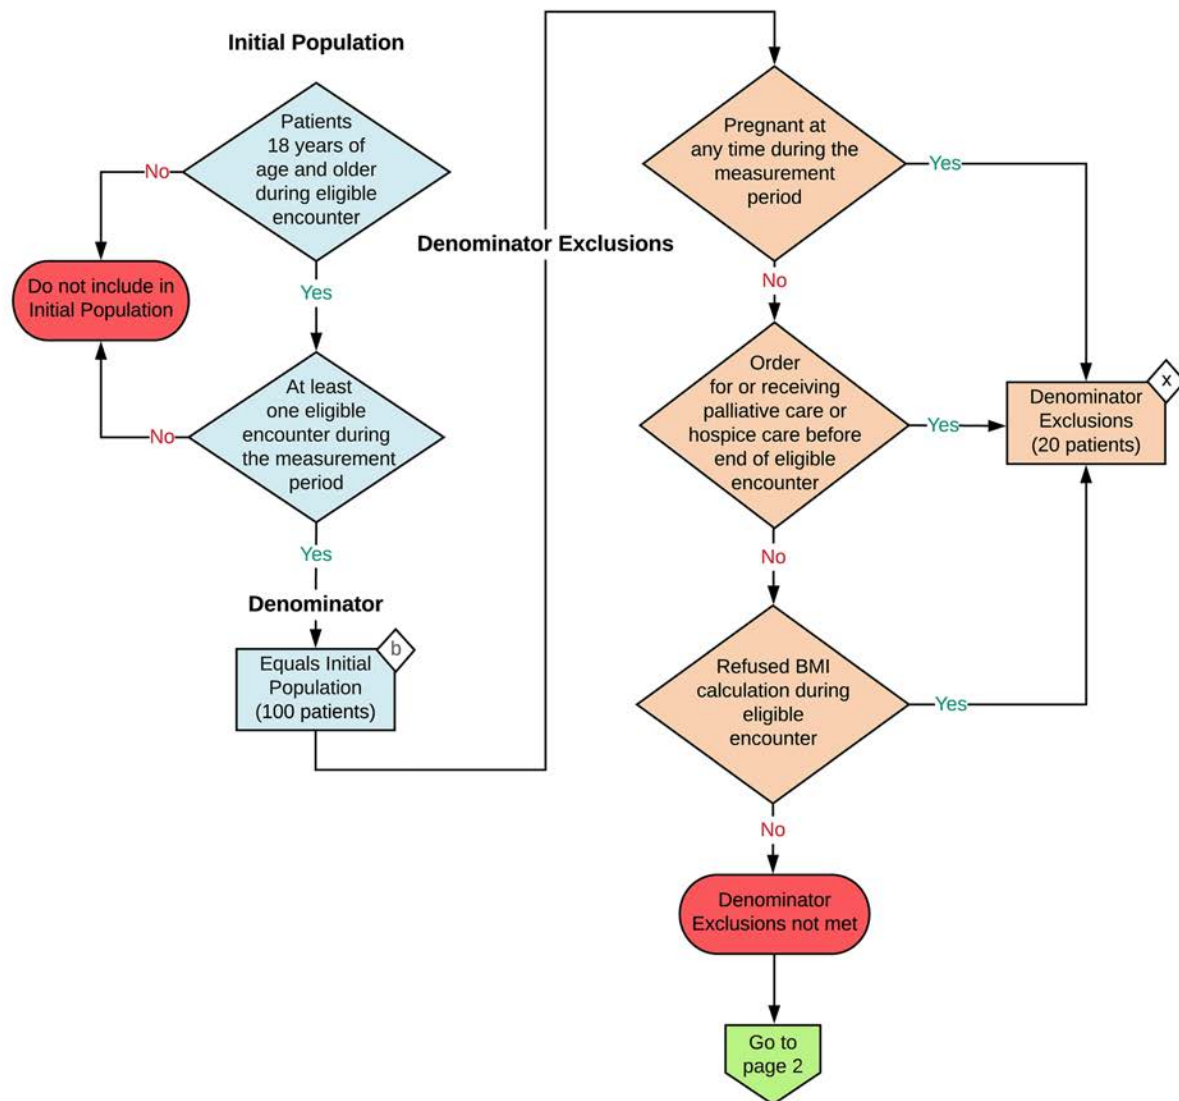 Initial Population
Patients
18 years of
age and older
during eligible
encounter
No
Do not include in
Initial Population
Yes
At least
one eligible
encounter during
the measurement
period
No
Yes
Denominator
b
Equals Initial
Population
(100 patients)
Denominator Exclusions
Pregnant at
any time during the
measurement
period
Yes
No
Order
for or receiving
palliative care or
hospice care before
end of eligible
encounter
Yes
x
Denominator
Exclusions
(20 patients)
No
Refused BMI
calculation during
eligible
encounter
Yes
No
Denominator
Exclusions not met
Go to
page 2